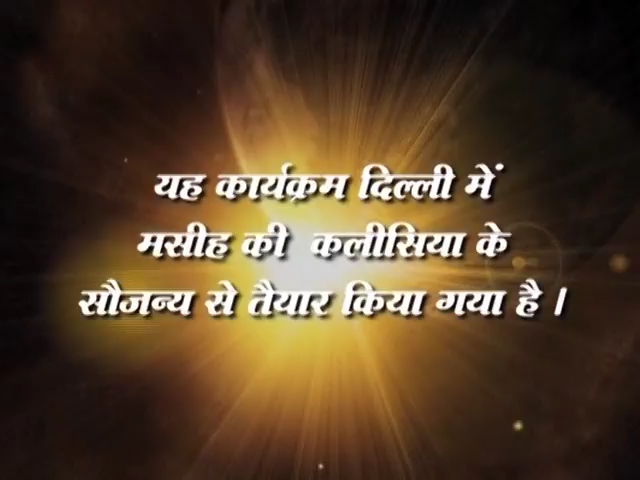 यह कार्यक्रम दिल्ली में
मसीह की कलीसिया के
सौजन्य से तैयार किया गया है ।